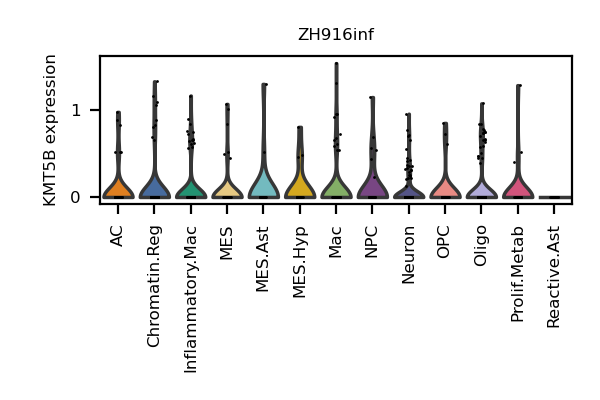 ZH916inf
KMT5B expression
1
0
AC
Chromatin.Reg
Inflammatory.Mac
MES
MES.Ast
MES.Hyp
Mac
NPC
Neuron
OPC
Oligo
Prolif.Metab
Reactive.Ast